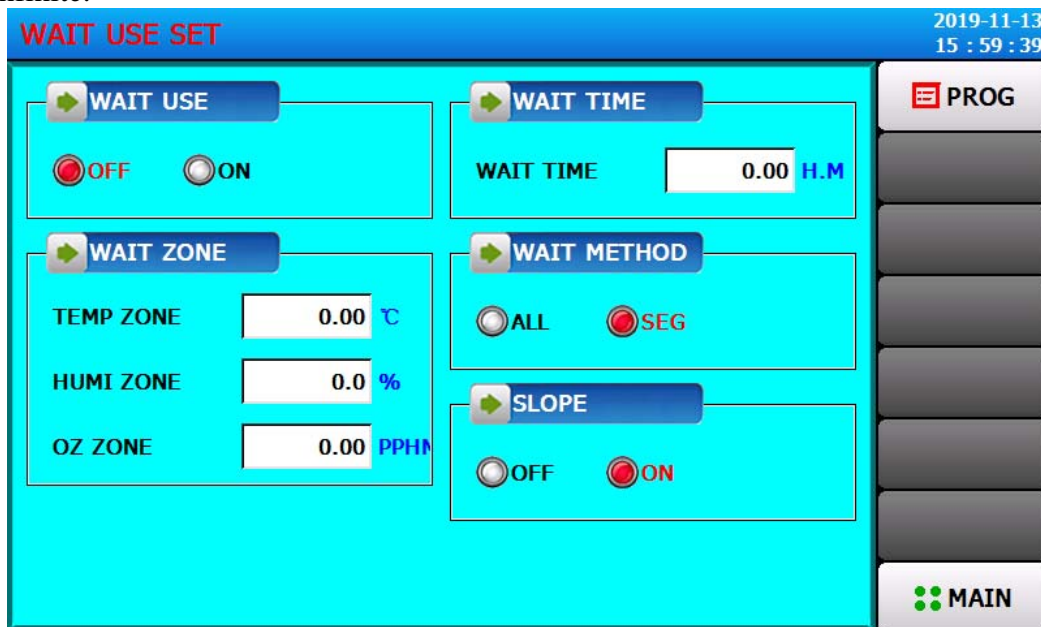 WAIT USE SET
2019-11-13
15 : 59 : 39
WAIT USE
OFF ON
WAIT TIME
WAIT TIME 0.00 H.M
PROG
WAIT ZONE
TEMP ZONE 0.00 ℃
HUMI ZONE 0.0 %
OZ ZONE 0.00 PPHM
WAIT METHOD
ALL SEG
SLOPE
OFF ON
MAIN